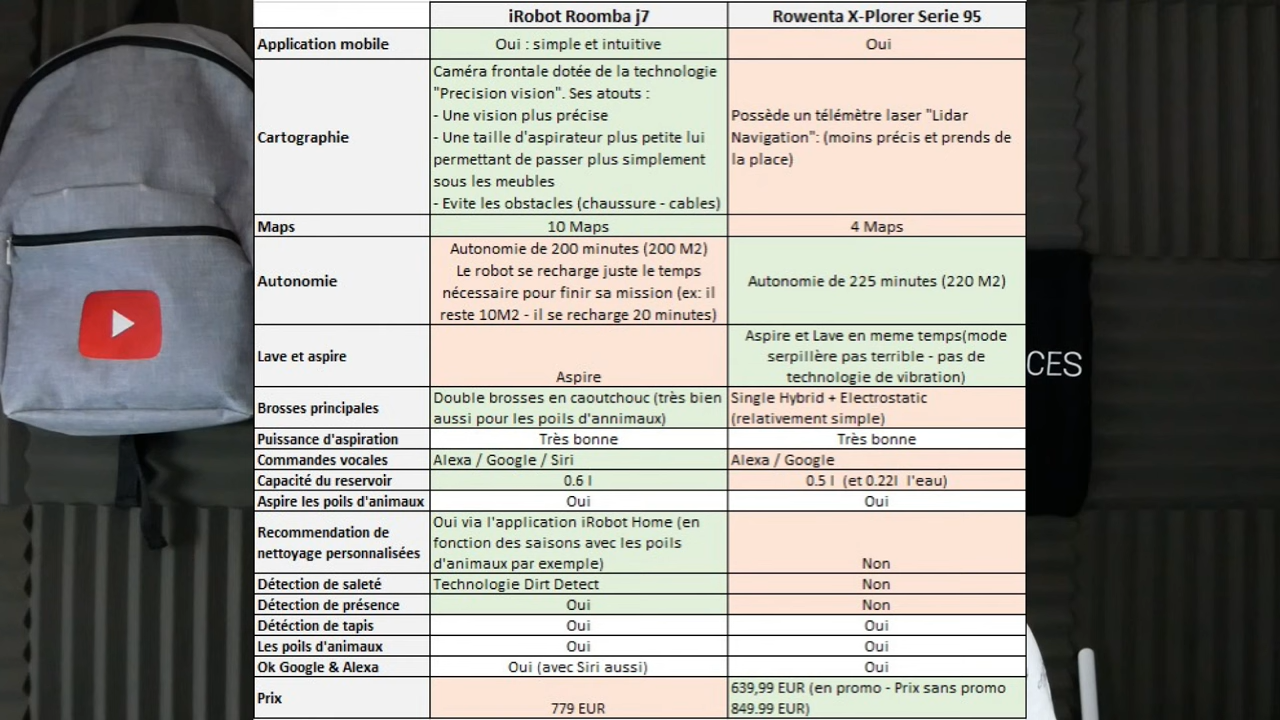 iRobot Roomba j7
Rowenta X-Plorer Serie 95
Application mobile
Oui : simple et intuitive
Oui
Cartographie
Caméra frontale dotée de la technologie
"Precision vision". Ses atouts :
- Une vision plus précise
- Une taille d'aspirateur plus petite lui
permettant de passer plus simplement
sous les meubles
- Evite les obstacles (chaussure - cables)
Possède un télémètre laser "Lidar
Navigation": (moins précis et prends de
la place)
Maps
10 Maps
4 Maps
Autonomie
Autonomie de 200 minutes (200 M2)
Le robot se recharge juste le temps
nécessaire pour finir sa mission (ex: il
reste 10M2 - il se recharge 20 minutes)
Autonomie de 225 minutes (220 M2)
Lave et aspire
Aspire
Aspire et Lave en meme temps(mode
serpillère pas terrible - pas de
technologie de vibration)
Brosses principales
Double brosses en caoutchouc (très bien
aussi pour les poils d'annimaux)
Single Hybrid + Electrostatic
(relativement simple)
Puissance d'aspiration
Très bonne
Très bonne
Commandes vocales
Alexa / Google / Siri
Alexa / Google
Capacité du reservoir
0.6 l
0.5 l (et 0.22l l'eau)
Aspire les poils d'animaux
Oui
Oui
Recommendation de
nettoyage personnalisées
Oui via l'application iRobot Home (en
fonction des saisons avec les poils
d'animaux par exemple)
Non
Détection de saleté
Technologie Dirt Detect
Non
Détection de présence
Oui
Non
Détéction de tapis
Oui
Oui
Les poils d'animaux
Oui
Oui
Ok Google & Alexa
Oui (avec Siri aussi)
Oui
Prix
779 EUR
639,99 EUR (en promo - Prix sans promo
849.99 EUR)
CES